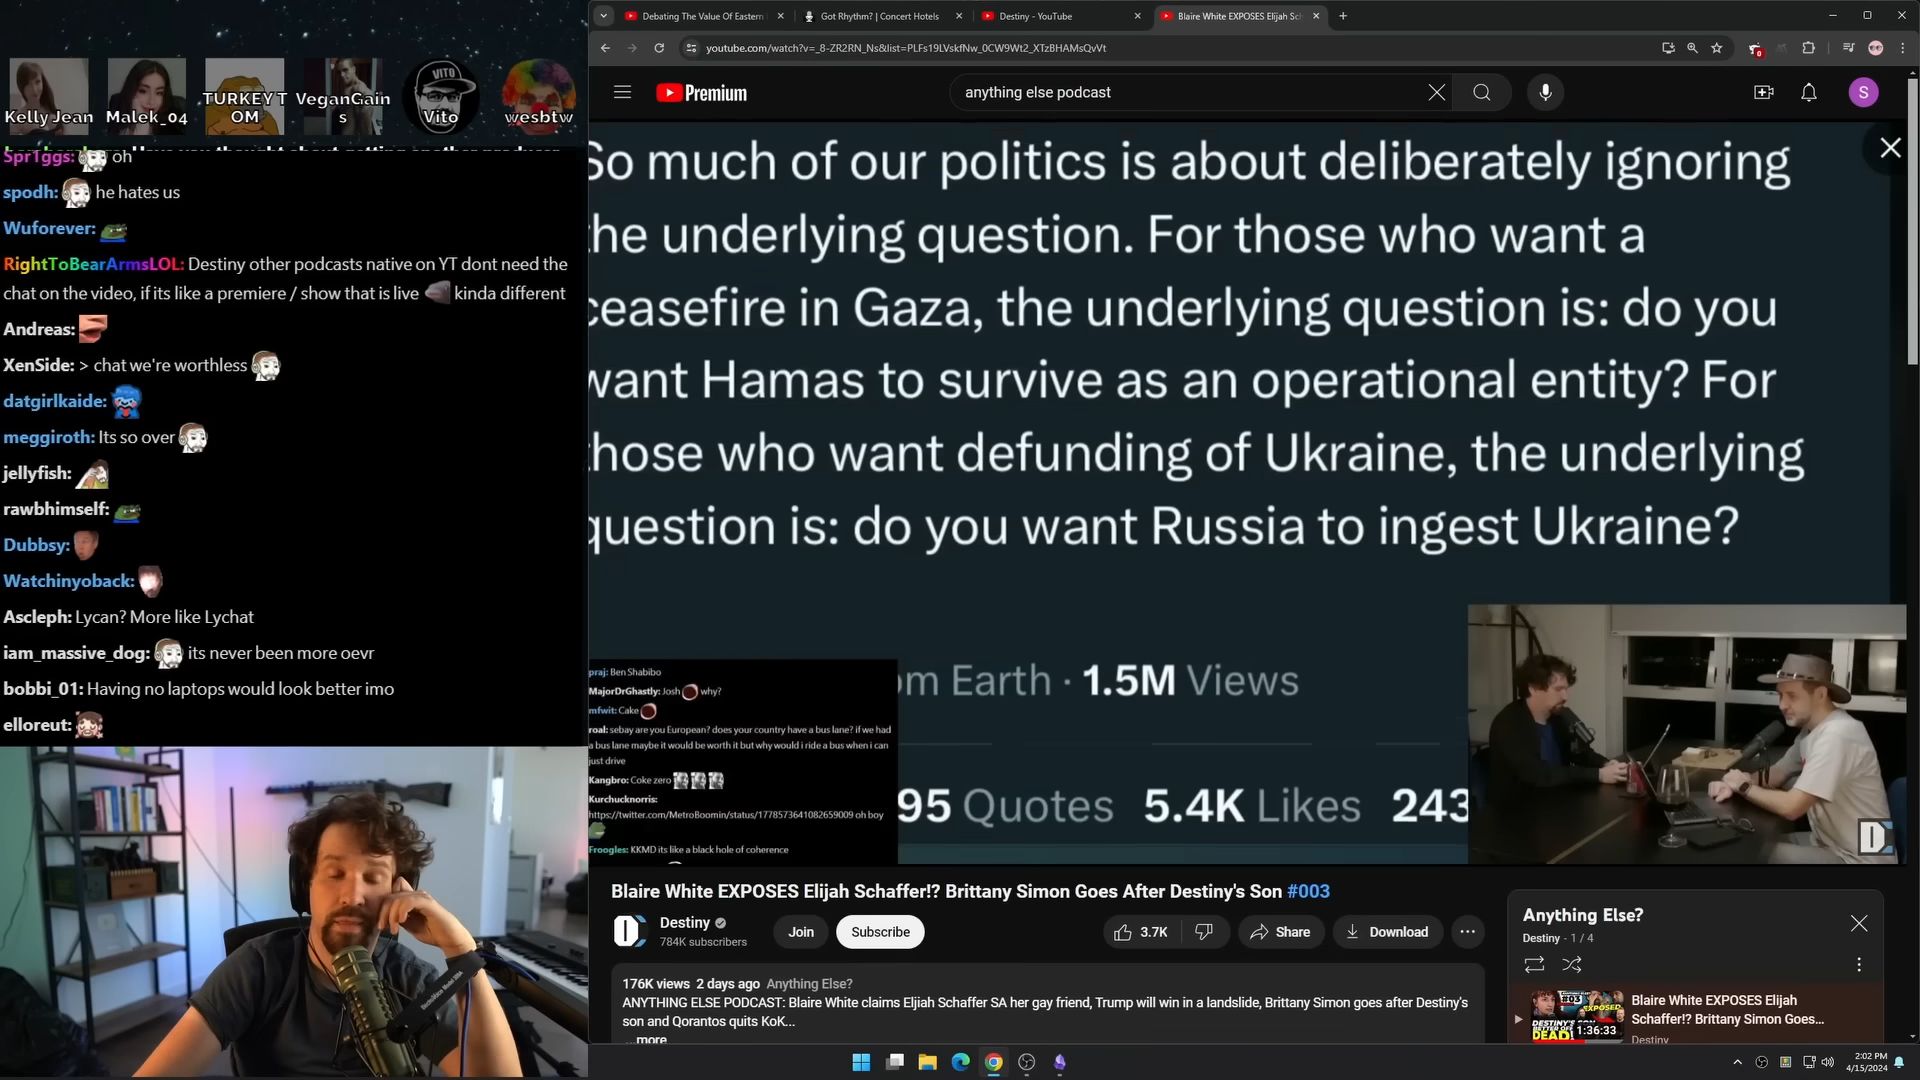 Kelly Jean
Malek_04
TURKEY T
OM
VeganGain
s
VITO
Vito
wesbtw
Spr1ggs: oh
spodh: he hates us
Wuforever:
RightToBearArmsLOL: Destiny other podcasts native on YT dont need the
chat on the video, if its like a premiere / show that is live kinda different
Andreas:
XenSide: > chat we're worthless
datgirlkaide:
meggiroth: Its so over
jellyfish:
rawbhimself:
Dubbsy:
Watchinyoback:
Ascleph: Lycan? More like Lychat
iam_massive_dog: its never been more oevr
bobbi_01: Having no laptops would look better imo
elloreut:
Debating The Value Of Eastern
Got Rhythm? | Concert Hotels
Destiny - YouTube
Blaire White EXPOSES Elijah Sch
youtube.com/watch?v=_8-ZR2RN_Ns&list=PLFs19LVskfNw_0CW9Wt2_XTzBHAMsQvVt
Premium
anything else podcast
S
So much of our politics is about deliberately ignoring
the underlying question. For those who want a
ceasefire in Gaza, the underlying question is: do you
want Hamas to survive as an operational entity? For
those who want defunding of Ukraine, the underlying
question is: do you want Russia to ingest Ukraine?
om Earth · 1.5M Views
95 Quotes 5.4K Likes 243
praj: Ben Shabibo
MajorDrGhastly: Josh why?
mfwit: Cake
roal: sebay are you European? does your country have a bus lane? if we had
a bus lane maybe it would be worth it but why would i ride a bus when i can
just drive
Kangbro: Coke zero
Kurchucknorris:
https://twitter.com/MetroBoomin/status/1778573641082659009 oh boy
Froogles: KKMD its like a black hole of coherence
Blaire White EXPOSES Elijah Schaffer!? Brittany Simon Goes After Destiny's Son #003
Destiny
784K subscribers
Join
Subscribe
3.7K
Share
Download
176K views 2 days ago Anything Else?
ANYTHING ELSE PODCAST: Blaire White claims Elijah Schaffer SA her gay friend, Trump will win in a landslide, Brittany Simon goes after Destiny's
son and Qorantos quits KoK...
...more
Anything Else?
Destiny - 1 / 4
#03
EXPOSED
DESTINY'S SON
BETTER OFF
DEAD!
1:36:33
Blaire White EXPOSES Elijah
Schaffer!? Brittany Simon Goes...
Destiny
2:02 PM
4/15/2024